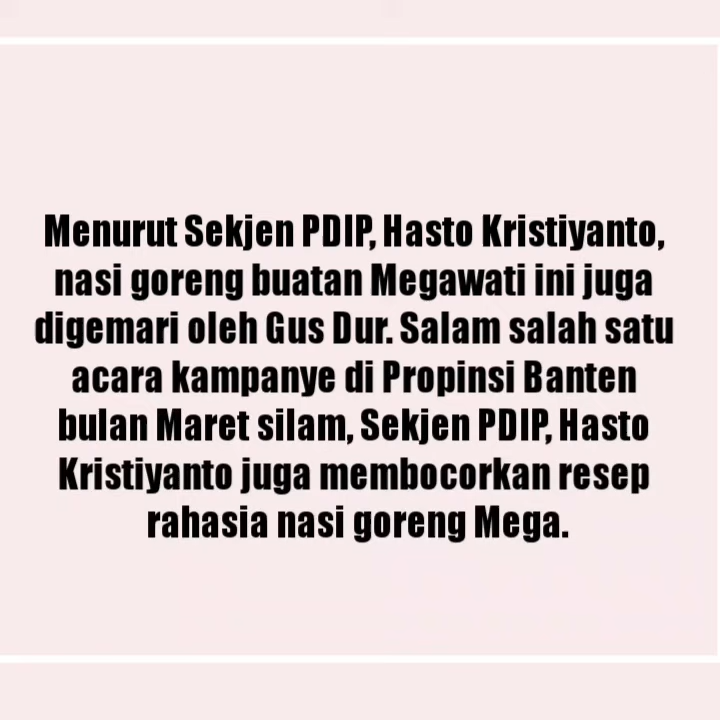 Menurut Sekjen PDIP, Hasto Kristiyanto,
nasi goreng buatan Megawati ini juga
digemari oleh Gus Dur. Salam salah satu
acara kampanye di Propinsi Banten
bulan Maret silam, Sekjen PDIP, Hasto
Kristiyanto juga membocorkan resep
rahasia nasi goreng Mega.